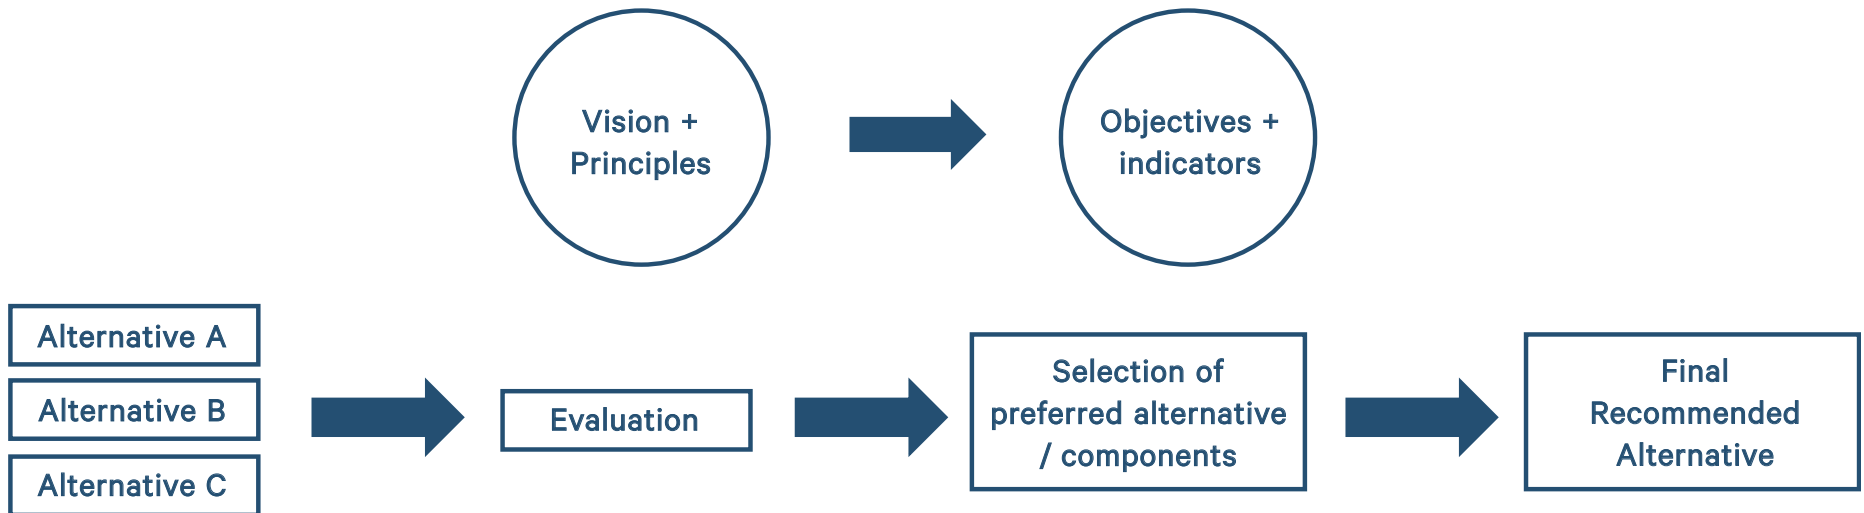 Vision +
Principles
Objectives +
indicators
Alternative A
Alternative B
Alternative C
Evaluation
Selection of
preferred alternative
/ components
Final
Recommended
Alternative